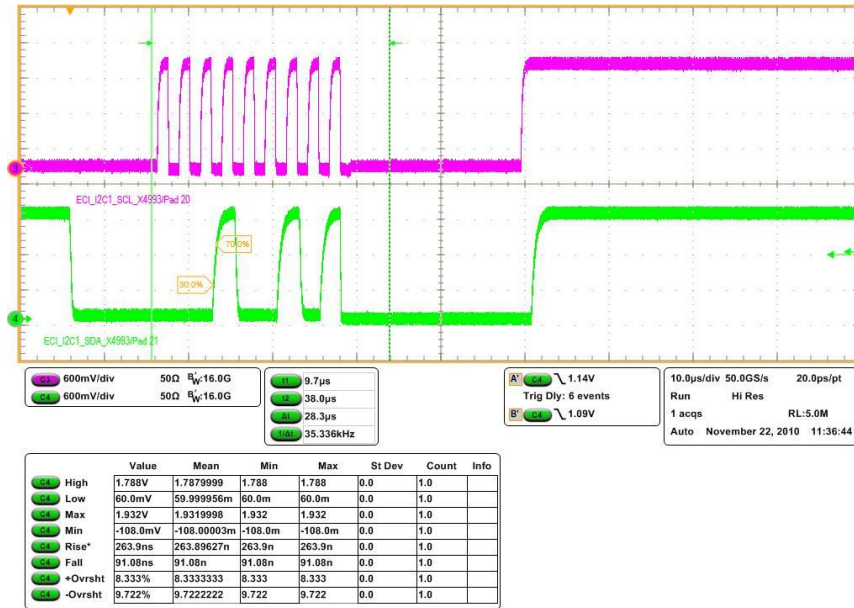 3
ECI_I2C1_SCL_X4993/Pad 20
70.0%
30.0%
4
ECI_I2C1_SDA_X4993/Pad 21
C3 600mV/div 50Ω BW:16.0G
C4 600mV/div 50Ω BW:16.0G
t1 9.7µs
t2 38.0µs
Δt 28.3µs
1/Δt 35.336kHz
A' C4 1.14V
Trig Dly: 6 events
B' C4 1.09V
10.0µs/div 50.0GS/s 20.0ps/pt
Run Hi Res
1 acqs RL:5.0M
Auto November 22, 2010 11:36:44
Value Mean Min Max St Dev Count Info
C4 High 1.788V 1.7879999 1.788 1.788 0.0 1.0
C4 Low 60.0mV 59.999956m 60.0m 60.0m 0.0 1.0
C4 Max 1.932V 1.9319998 1.932 1.932 0.0 1.0
C4 Min -108.0mV -108.00003m -108.0m -108.0m 0.0 1.0
C4 Rise* 263.9ns 263.89627n 263.9n 263.9n 0.0 1.0
C4 Fall 91.08ns 91.08n 91.08n 91.08n 0.0 1.0
C4 +Ovrsht 8.333% 8.3333333 8.333 8.333 0.0 1.0
C4 -Ovrsht 9.722% 9.7222222 9.722 9.722 0.0 1.0